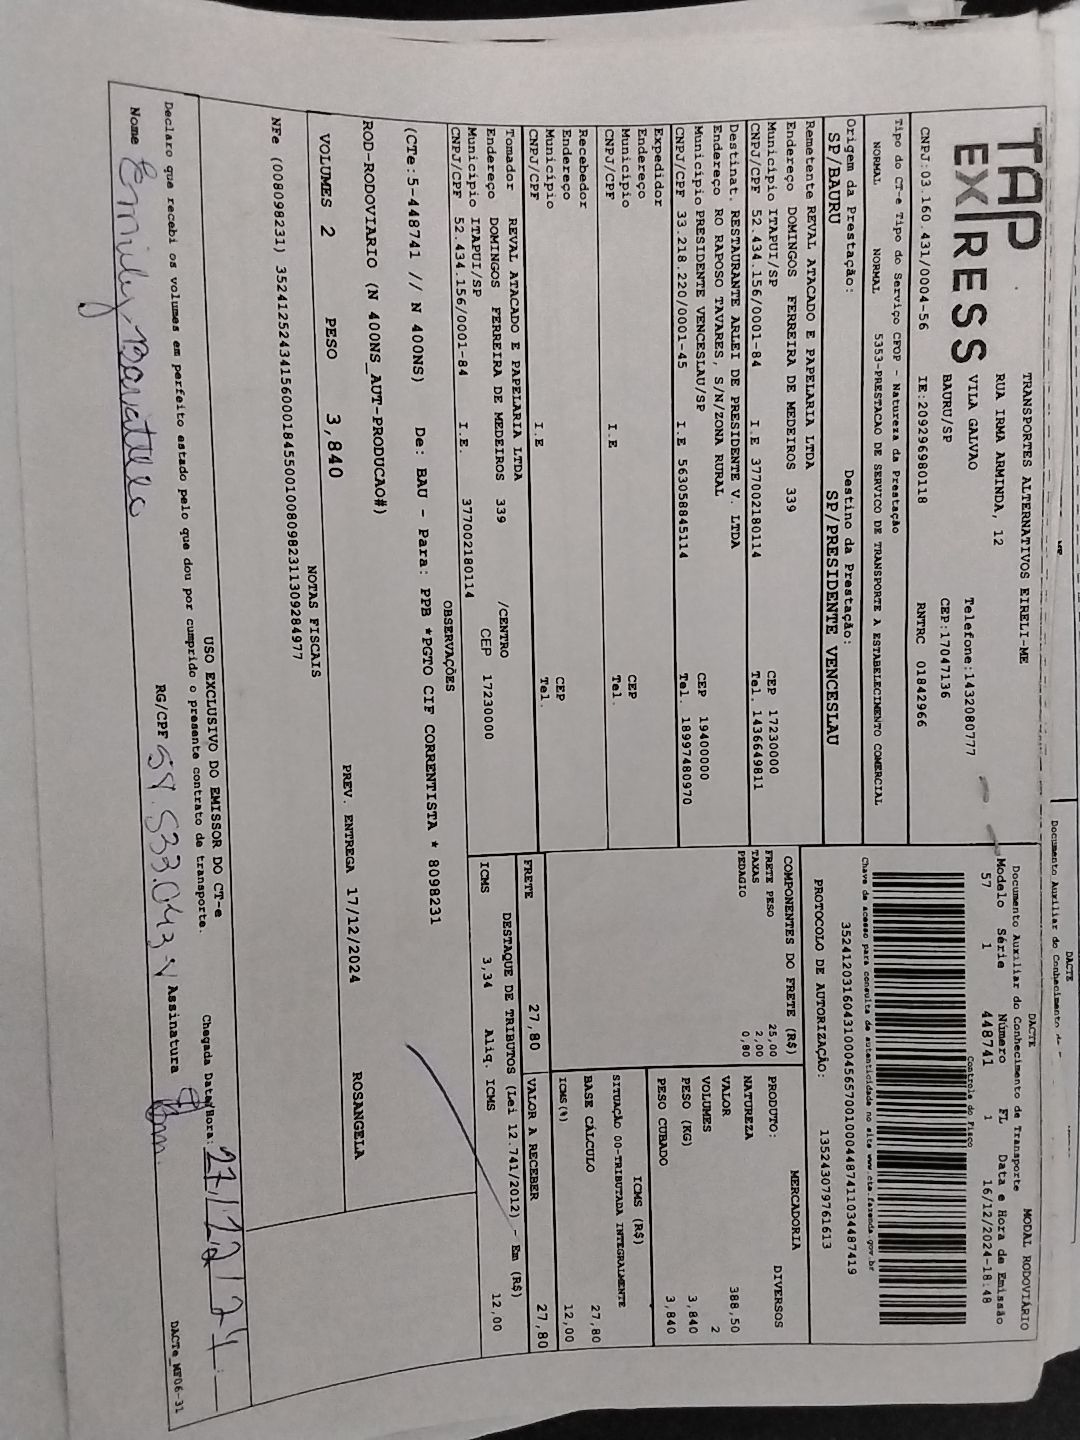 DACTE
Documento Auxiliar do Conhecimento de
TAP
EXPRESS
TRANSPORTES ALTERNATIVOS EIRELI-ME
RUA IRMA ARMINDA, 12
VILA GALVAO Telefone:1432080777
BAURU/SP CEP:17047136
CNPJ:03.160.431/0004-56 IE:209296980118 RNTRC 01842966
DACTE MODAL RODOVIÁRIO
Documento Auxiliar do Conhecimento de Transporte
Modelo Série Número FL Data e Hora de Emissão
57 1 448741 1 16/12/2024-18:48
Controle do Fisco
Chave de acesso para consulta de autenticidade no site www.cte.fazenda.gov.br
35241203160431000456570010004487411034487419
PROTOCOLO DE AUTORIZAÇÃO: 135243079761613
Tipo do CT-e Tipo do Serviço CFOP - Natureza da Prestação
NORMAL NORMAL 5353-PRESTACAO DE SERVICO DE TRANSPORTE A ESTABELECIMENTO COMERCIAL
Origem da Prestação: Destino da Prestação:
SP/BAURU SP/PRESIDENTE VENCESLAU
Remetente REVAL ATACADO E PAPELARIA LTDA
Endereço DOMINGOS FERREIRA DE MEDEIROS 339
Município ITAPUI/SP CEP 17230000
CNPJ/CPF 52.434.156/0001-84 I.E 377002180114 Tel. 1436649811
Destinat. RESTAURANTE ARLEI DE PRESIDENTE V. LTDA
Endereço RO RAPOSO TAVARES, S/N/ZONA RURAL
Município PRESIDENTE VENCESLAU/SP CEP 19400000
CNPJ/CPF 33.218.220/0001-45 I.E 563058845114 Tel. 18997480970
Expedidor
Endereço
Município CEP
CNPJ/CPF I.E Tel.
Recebedor
Endereço
Município CEP
CNPJ/CPF I.E Tel.
Tomador REVAL ATACADO E PAPELARIA LTDA
Endereço DOMINGOS FERREIRA DE MEDEIROS 339 /CENTRO
Município ITAPUI/SP CEP 17230000
CNPJ/CPF 52.434.156/0001-84 I.E. 377002180114
COMPONENTES DO FRETE (R$)
FRETE PESO 25,00
TAXAS 2,00
PEDAGIO 0,80
MERCADORIA
PRODUTO: DIVERSOS
NATUREZA
VALOR 388,50
VOLUMES 2
PESO (KG) 3,840
PESO CUBADO 3,840
ICMS (R$)
SITUAÇÃO 00-TRIBUTADA INTEGRALMENTE
BASE CÁLCULO 27,80
ICMS (%) 12,00
FRETE 27,80 VALOR A RECEBER 27,80
DESTAQUE DE TRIBUTOS (Lei 12.741/2012) - Em (R$)
ICMS 3,34 Aliq. ICMS 12,00
OBSERVAÇÕES
(CTe:5-448741 // N 400NS) De: BAU - Para: PPB *PGTO CIF CORRENTISTA * 8098231
ROD-RODOVIARIO (N 400NS_AUT-PRODUCAO#)
VOLUMES 2 PESO 3,840 PREV. ENTREGA 17/12/2024 ROSANGELA
NOTAS FISCAIS
NFe (008098231) 35241252434156000184550010080982311309284977
USO EXCLUSIVO DO EMISSOR DO CT-e
Declaro que recebi os volumes em perfeito estado pelo que dou por cumprido o presente contrato de transporte.
Chegada Data/Hora: 27/12/24
Nome Emily RG/CPF Assinatura
DACTe_MF06-31